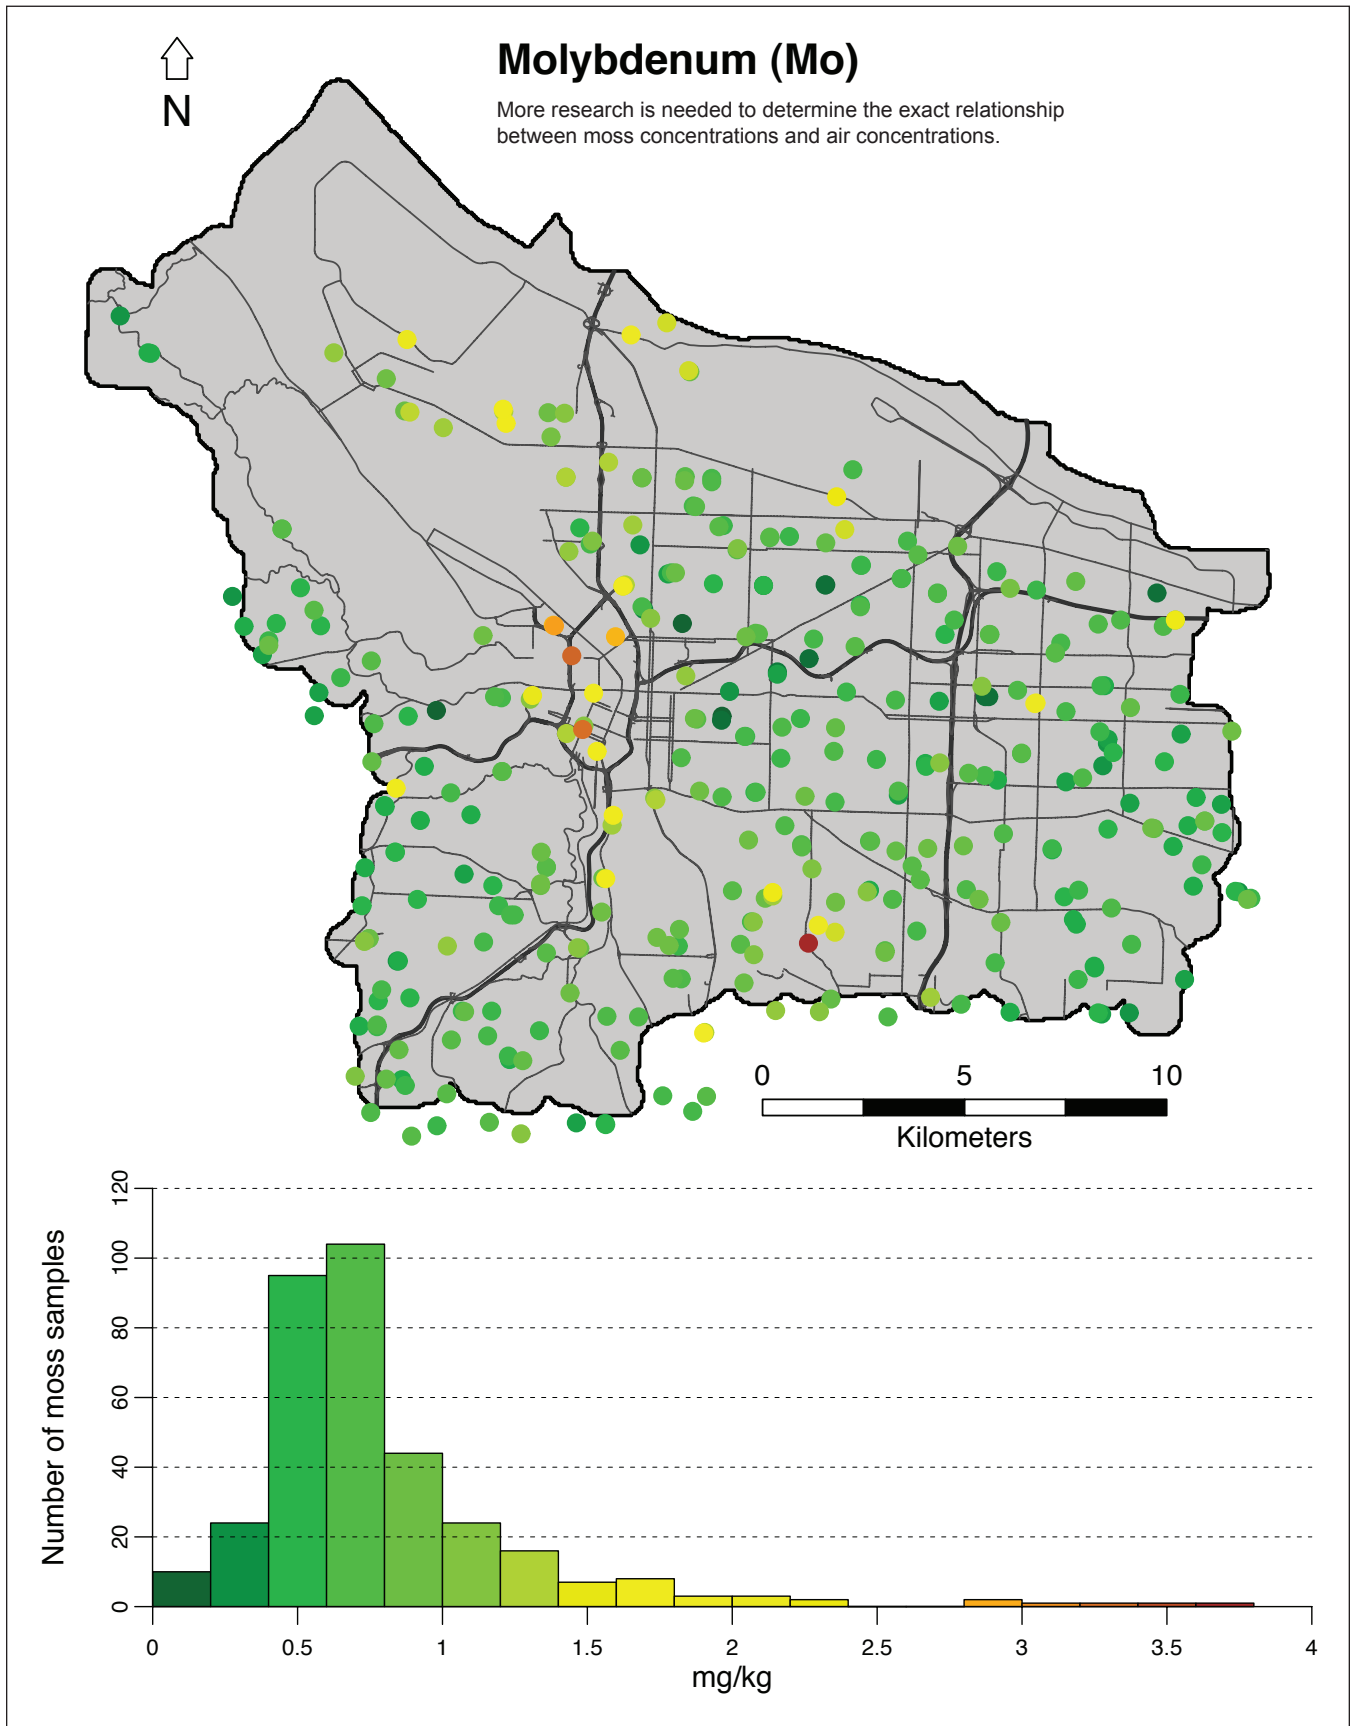 N
Molybdenum (Mo)
More research is needed to determine the exact relationship
between moss concentrations and air concentrations.
0 5 10
Kilometers
Number of moss samples
120
100
80
60
40
20
0
0 0.5 1 1.5 2 2.5 3 3.5 4
mg/kg